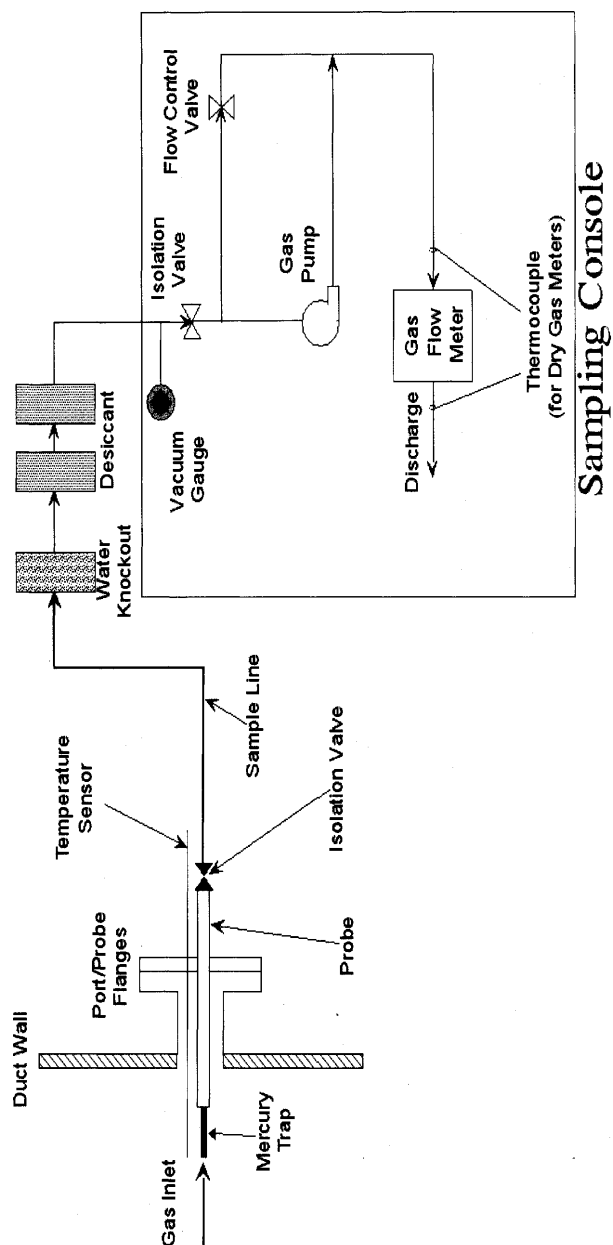 Gas Inlet
Mercury
Trap
Duct Wall
Port/Probe
Flanges
Probe
Temperature
Sensor
Isolation Valve
Sample Line
Water
Knockout
Desiccant
Vacuum
Gauge
Isolation
Valve
Flow Control
Valve
Gas
Pump
Gas
Flow
Meter
Discharge
Thermocouple
(for Dry Gas Meters)
Sampling Console